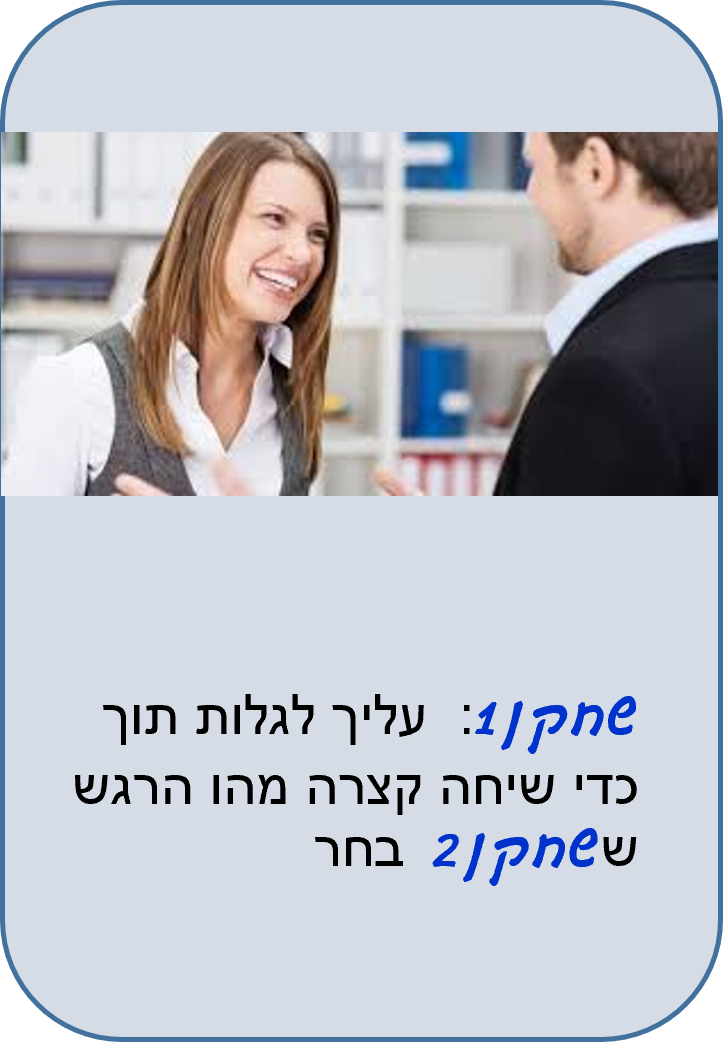 שחקן1: עליך לגלות תוך
כדי שיחה קצרה מהו הרגש
ששחקן2 בחר